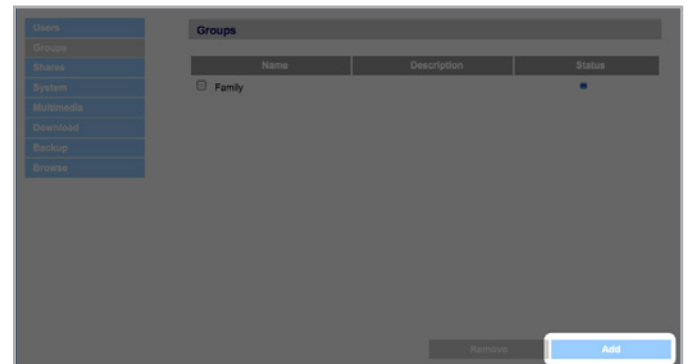 Users
Groups
Shares
System
Multimedia
Download
Backup
Browse
Groups
Name Description Status
Family
Remove Add